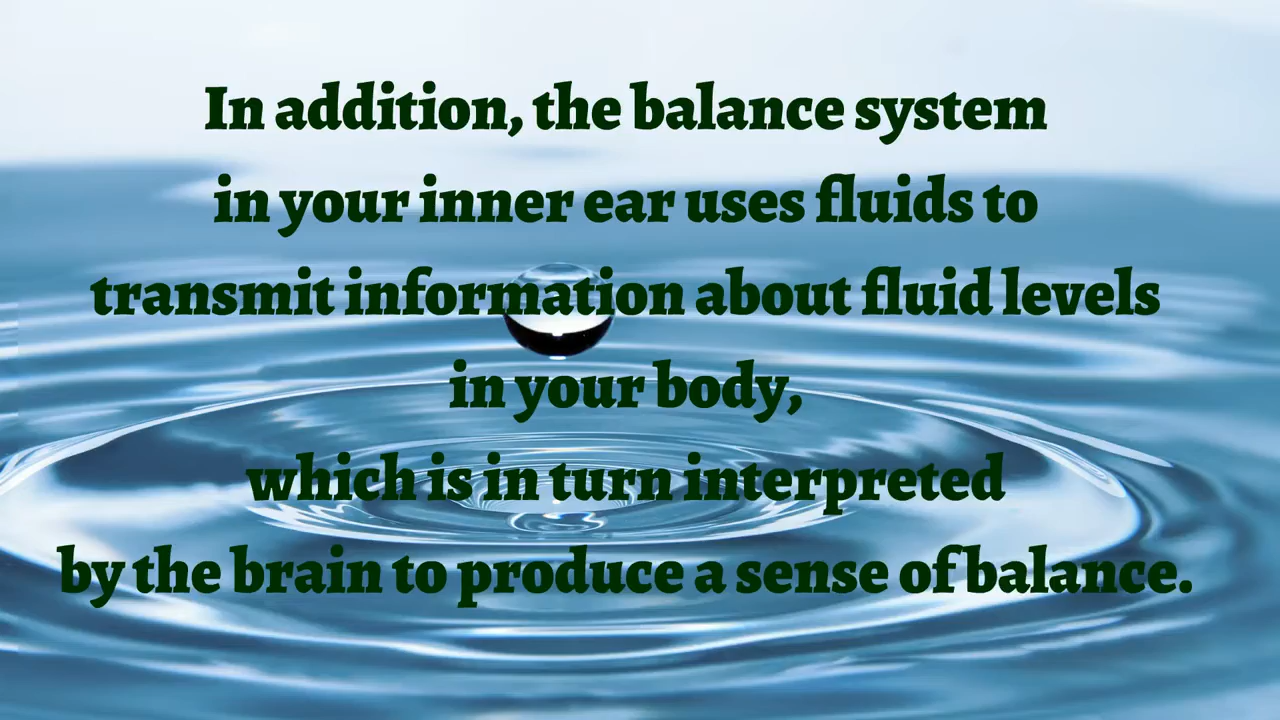 In addition, the balance system
in your inner ear uses fluids to
transmit information about fluid levels
in your body,
which is in turn interpreted
by the brain to produce a sense of balance.